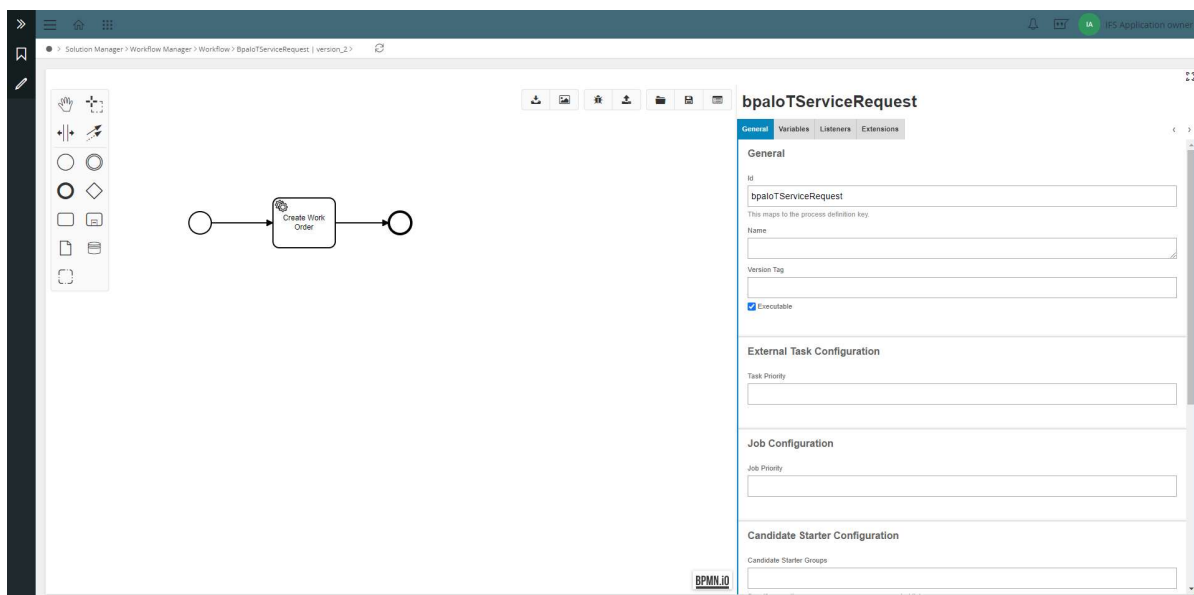 IA IFS Application owner
> Solution Manager > Workflow Manager > Workflow > BpaIoTServiceRequest | version_2 >
bpaIoTServiceRequest
General Variables Listeners Extensions
General
Id
bpaIoTServiceRequest
This maps to the process definition key.
Name
Version Tag
Executable
External Task Configuration
Task Priority
Job Configuration
Job Priority
Candidate Starter Configuration
Candidate Starter Groups
Create Work
Order
BPMN.iO